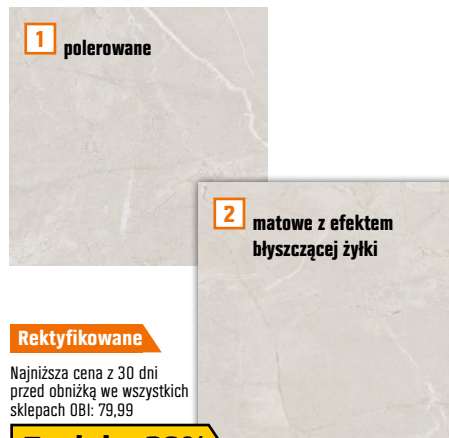 1 polerowane
2 matowe z efektem
błyszczącej żyłki
Rektyfikowane
Najniższa cena z 30 dni
przed obniżką we wszystkich
sklepach OBI: 79,99